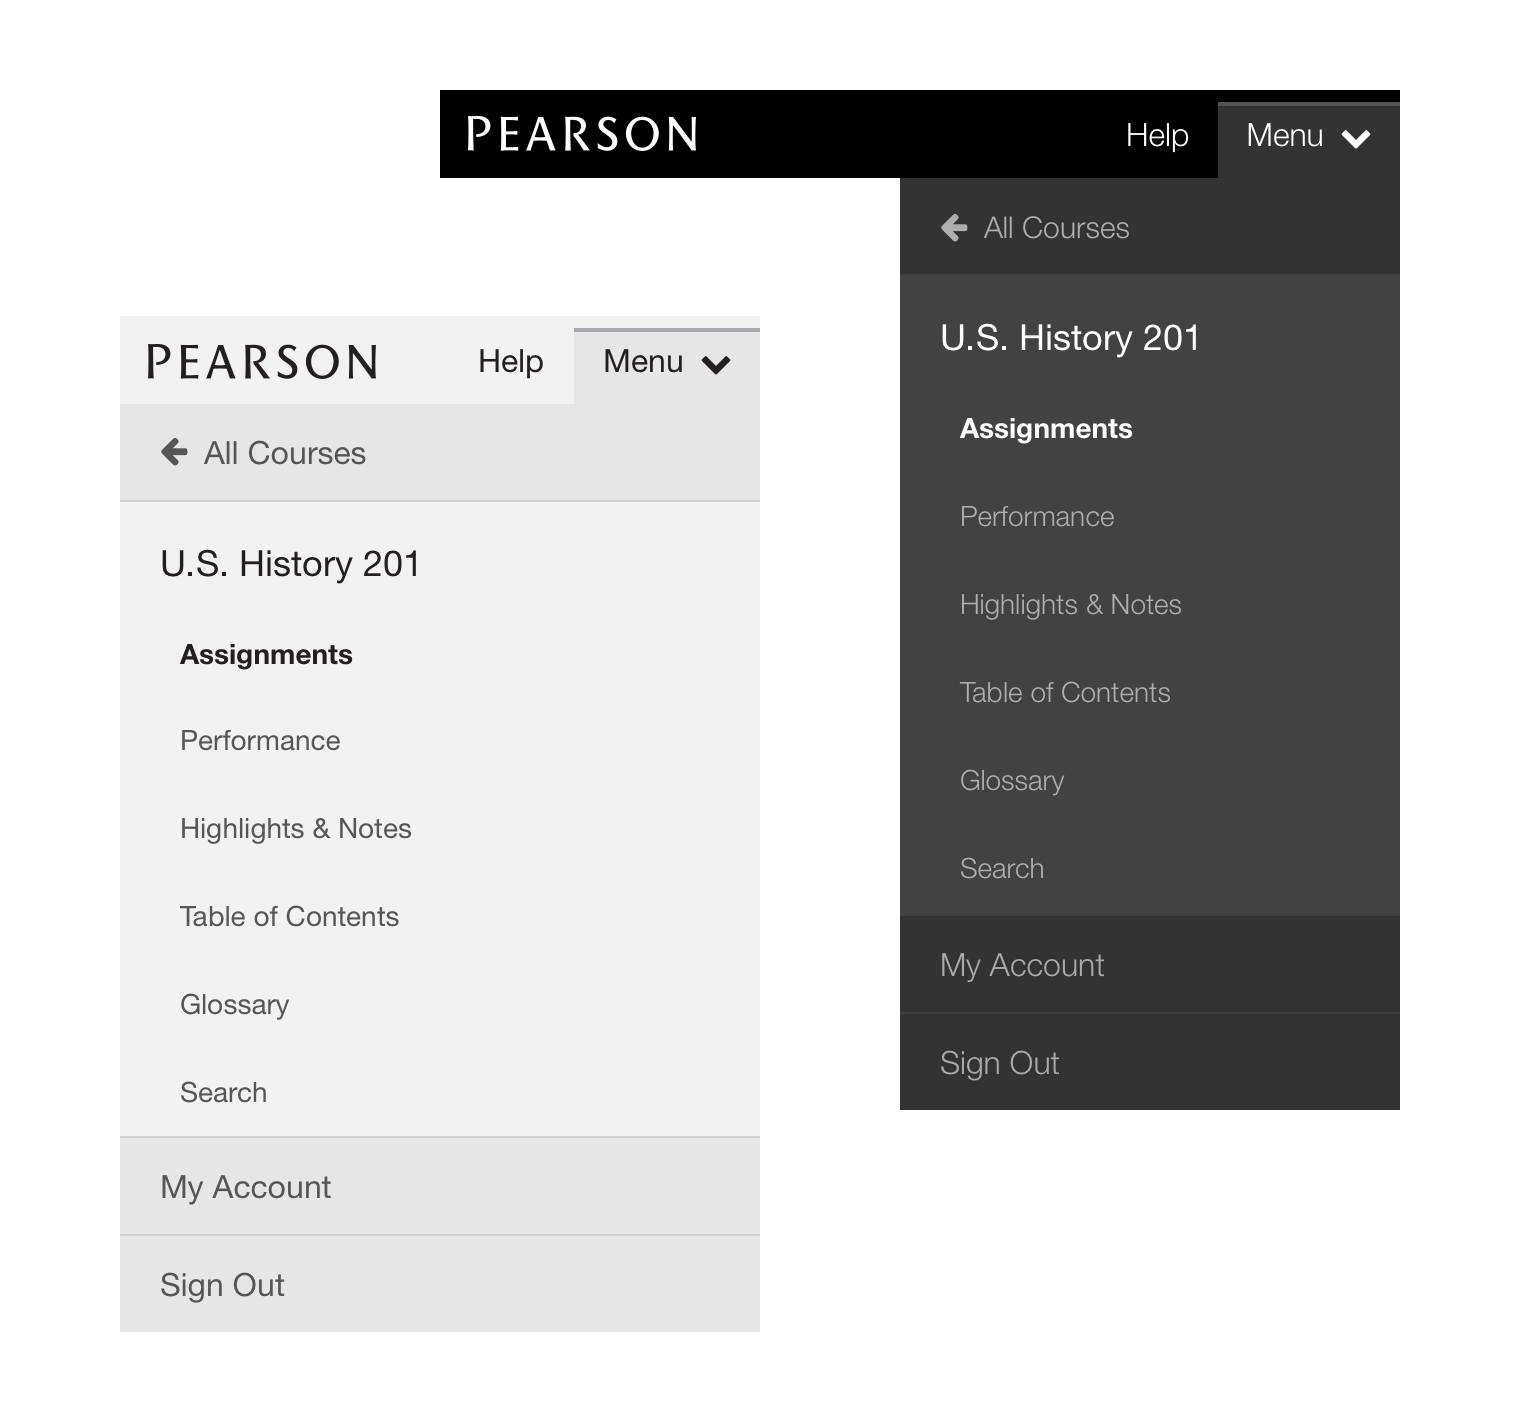 PEARSON Help Menu
All Courses
U.S. History 201
Assignments
Performance
Highlights & Notes
Table of Contents
Glossary
Search
My Account
Sign Out
PEARSON Help Menu
All Courses
U.S. History 201
Assignments
Performance
Highlights & Notes
Table of Contents
Glossary
Search
My Account
Sign Out